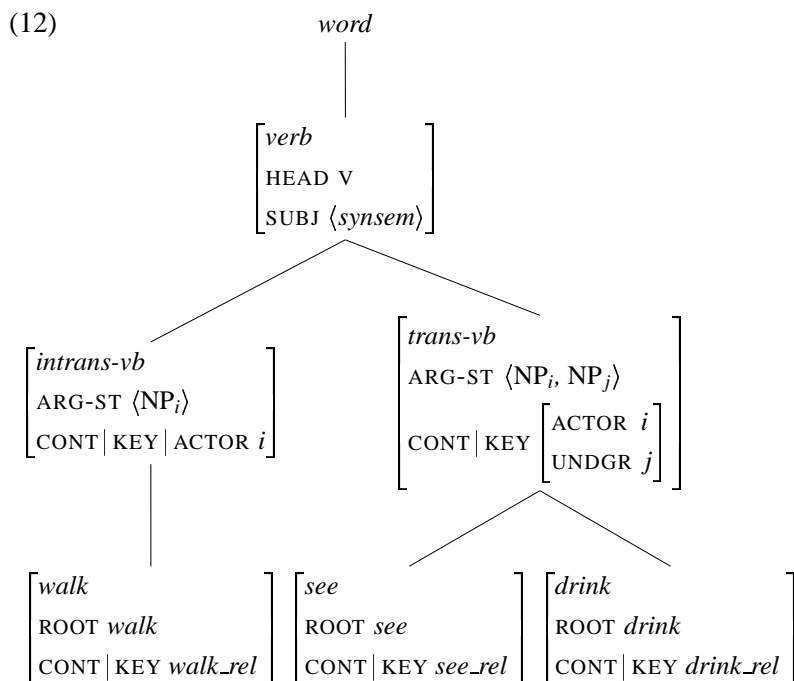 (12)
word
verb
HEAD V
SUBJ ⟨synsem⟩
intrans-vb
ARG-ST ⟨NPi⟩
CONT|KEY|ACTOR i
trans-vb
ARG-ST ⟨NPi, NPj⟩
CONT|KEY [ACTOR i
UNDGR j]
walk
ROOT walk
CONT|KEY walk_rel
see
ROOT see
CONT|KEY see_rel
drink
ROOT drink
CONT|KEY drink_rel